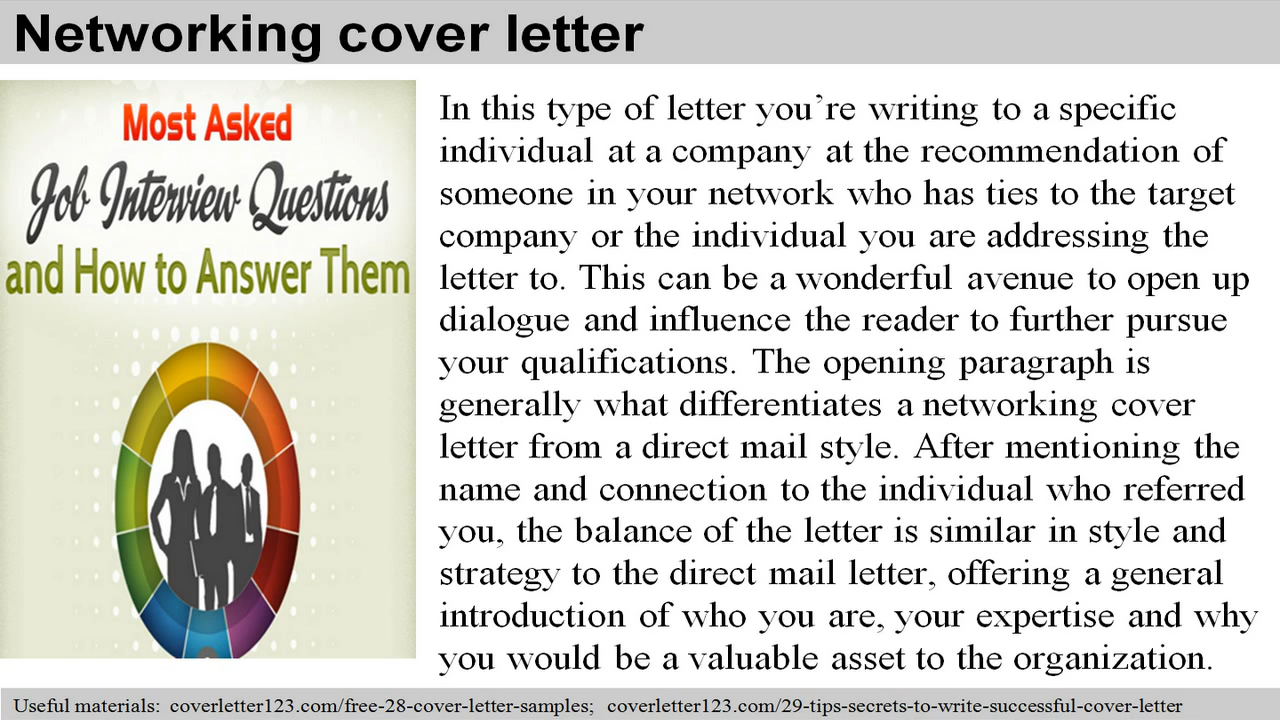 Networking cover letter
Most Asked
Job Interview Questions
and How to Answer Them
In this type of letter you’re writing to a specific
individual at a company at the recommendation of
someone in your network who has ties to the target
company or the individual you are addressing the
letter to. This can be a wonderful avenue to open up
dialogue and influence the reader to further pursue
your qualifications. The opening paragraph is
generally what differentiates a networking cover
letter from a direct mail style. After mentioning the
name and connection to the individual who referred
you, the balance of the letter is similar in style and
strategy to the direct mail letter, offering a general
introduction of who you are, your expertise and why
you would be a valuable asset to the organization.
Useful materials: coverletter123.com/free-28-cover-letter-samples; coverletter123.com/29-tips-secrets-to-write-successful-cover-letter